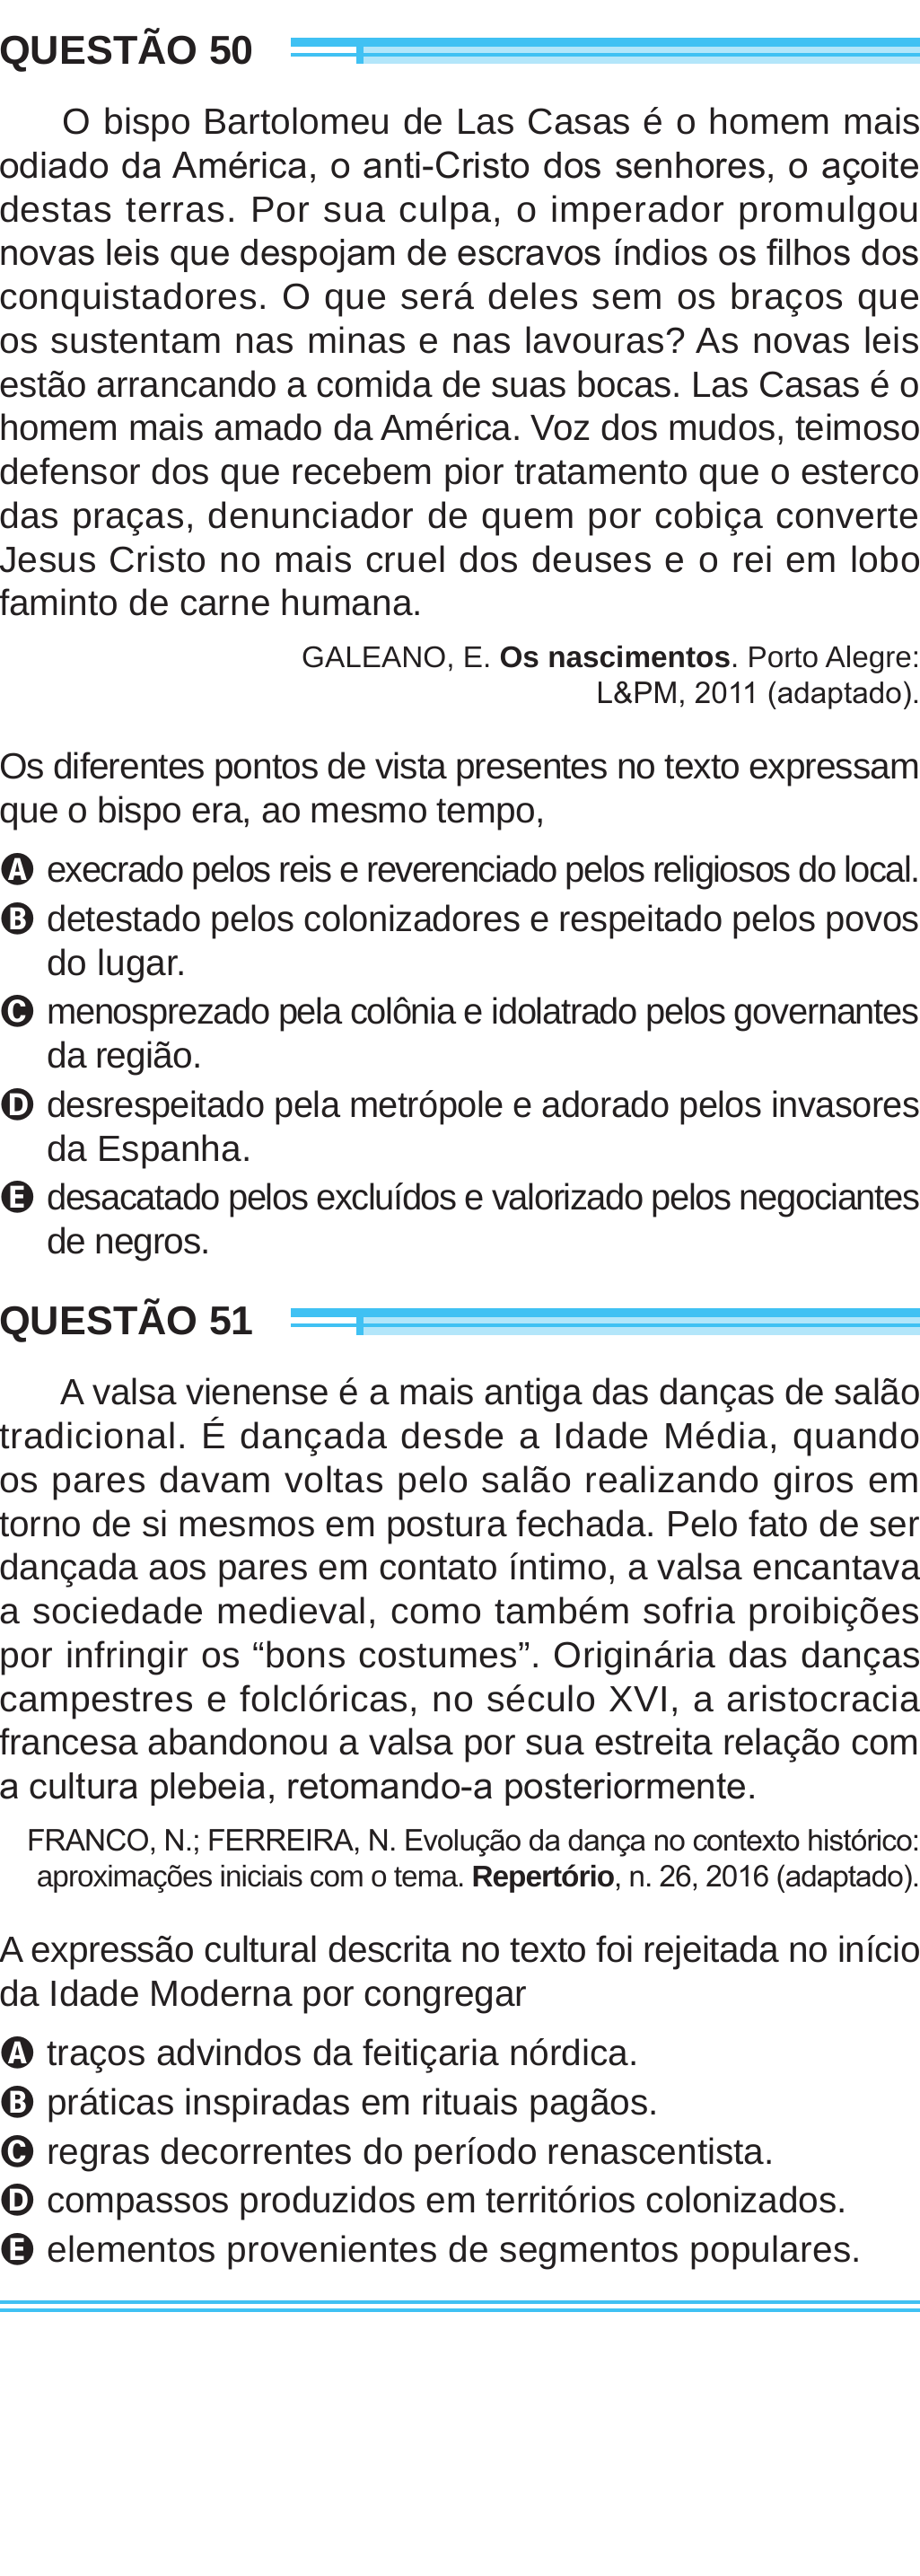 QUESTÃO 50
O bispo Bartolomeu de Las Casas é o homem mais
odiado da América, o anti-Cristo dos senhores, o açoite
destas terras. Por sua culpa, o imperador promulgou
novas leis que despojam de escravos índios os filhos dos
conquistadores. O que será deles sem os braços que
os sustentam nas minas e nas lavouras? As novas leis
estão arrancando a comida de suas bocas. Las Casas é o
homem mais amado da América. Voz dos mudos, teimoso
defensor dos que recebem pior tratamento que o esterco
das praças, denunciador de quem por cobiça converte
Jesus Cristo no mais cruel dos deuses e o rei em lobo
faminto de carne humana.
GALEANO, E. Os nascimentos. Porto Alegre:
L&PM, 2011 (adaptado).
Os diferentes pontos de vista presentes no texto expressam
que o bispo era, ao mesmo tempo,
A execrado pelos reis e reverenciado pelos religiosos do local.
B detestado pelos colonizadores e respeitado pelos povos
do lugar.
C menosprezado pela colônia e idolatrado pelos governantes
da região.
D desrespeitado pela metrópole e adorado pelos invasores
da Espanha.
E desacatado pelos excluídos e valorizado pelos negociantes
de negros.
QUESTÃO 51
A valsa vienense é a mais antiga das danças de salão
tradicional. É dançada desde a Idade Média, quando
os pares davam voltas pelo salão realizando giros em
torno de si mesmos em postura fechada. Pelo fato de ser
dançada aos pares em contato íntimo, a valsa encantava
a sociedade medieval, como também sofria proibições
por infringir os “bons costumes”. Originária das danças
campestres e folclóricas, no século XVI, a aristocracia
francesa abandonou a valsa por sua estreita relação com
a cultura plebeia, retomando-a posteriormente.
FRANCO, N.; FERREIRA, N. Evolução da dança no contexto histórico:
aproximações iniciais com o tema. Repertório, n. 26, 2016 (adaptado).
A expressão cultural descrita no texto foi rejeitada no início
da Idade Moderna por congregar
A traços advindos da feitiçaria nórdica.
B práticas inspiradas em rituais pagãos.
C regras decorrentes do período renascentista.
D compassos produzidos em territórios colonizados.
E elementos provenientes de segmentos populares.